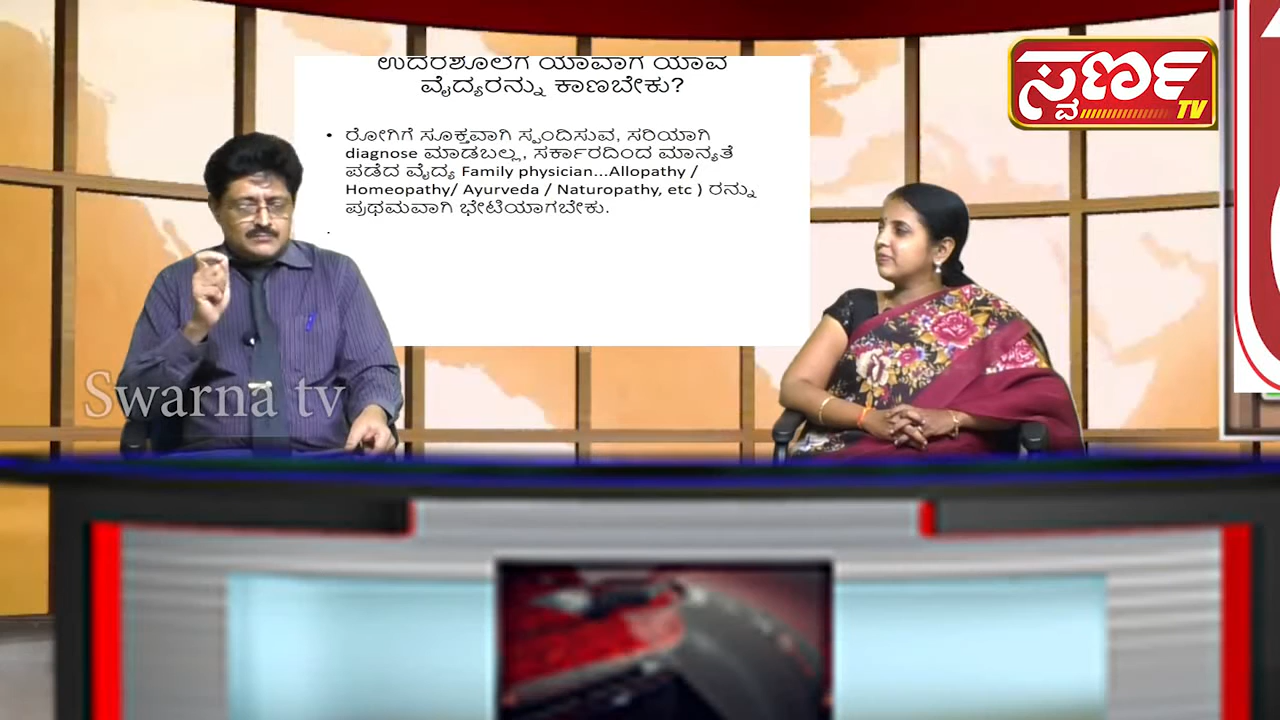 ಉದರಶೂಲೆಗೆ ಯಾವಾಗ ಯಾವ
ವೈದ್ಯರನ್ನು ಕಾಣಬೇಕು?
ಸ್ವರ್ಣ
TV
• ರೋಗಿಗೆ ಸೂಕ್ತವಾಗಿ ಸ್ಪಂದಿಸುವ, ಸರಿಯಾಗಿ
diagnose ಮಾಡಬಲ್ಲ, ಸರ್ಕಾರದಿಂದ ಮಾನ್ಯತೆ
ಪಡೆದ ವೈದ್ಯ Family physician...Allopathy /
Homeopathy/ Ayurveda / Naturopathy, etc ) ರನ್ನು
ಪ್ರಥಮವಾಗಿ ಭೇಟಿಯಾಗಬೇಕು.
Swarna tv